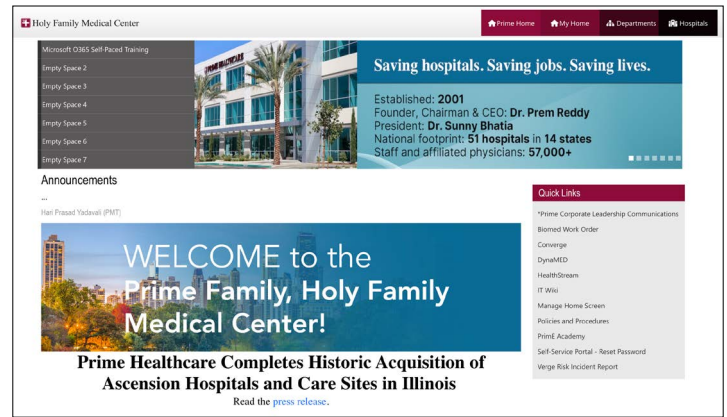 Holy Family Medical Center
Prime Home My Home Departments Hospitals
Microsoft O365 Self-Paced Training
Empty Space 2
Empty Space 3
Empty Space 4
Empty Space 5
Empty Space 6
Empty Space 7
PRIME HEALTHCARE
Saving hospitals. Saving jobs. Saving lives.
Established: 2001
Founder, Chairman & CEO: Dr. Prem Reddy
President: Dr. Sunny Bhatia
National footprint: 51 hospitals in 14 states
Staff and affiliated physicians: 57,000+
Announcements
...
Hari Prasad Yadavali (PMT)
WELCOME to the
Prime Family, Holy Family
Medical Center!
Prime Healthcare Completes Historic Acquisition of
Ascension Hospitals and Care Sites in Illinois
Read the press release.
Quick Links
*Prime Corporate Leadership Communications
Biomed Work Order
Converge
DynaMED
HealthStream
IT Wiki
Manage Home Screen
Policies and Procedures
PrimE Academy
Self-Service Portal - Reset Password
Verge Risk Incident Report